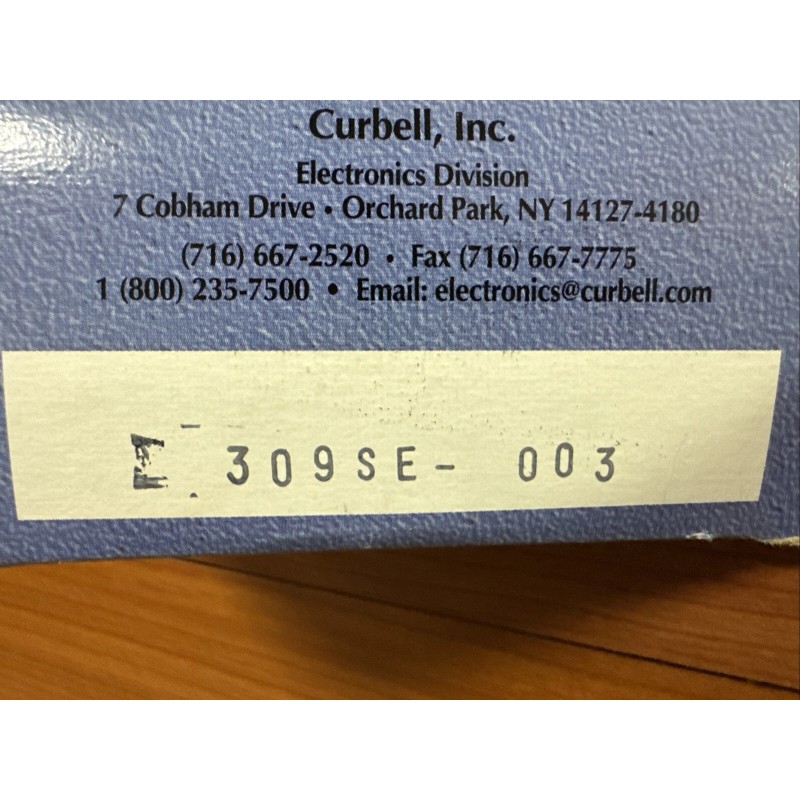 Curbell, Inc.
Electronics Division
7 Cobham Drive • Orchard Park, NY 14127-4180
(716) 667-2520 • Fax (716) 667-7775
1 (800) 235-7500 • Email: electronics@curbell.com
309SE- 003